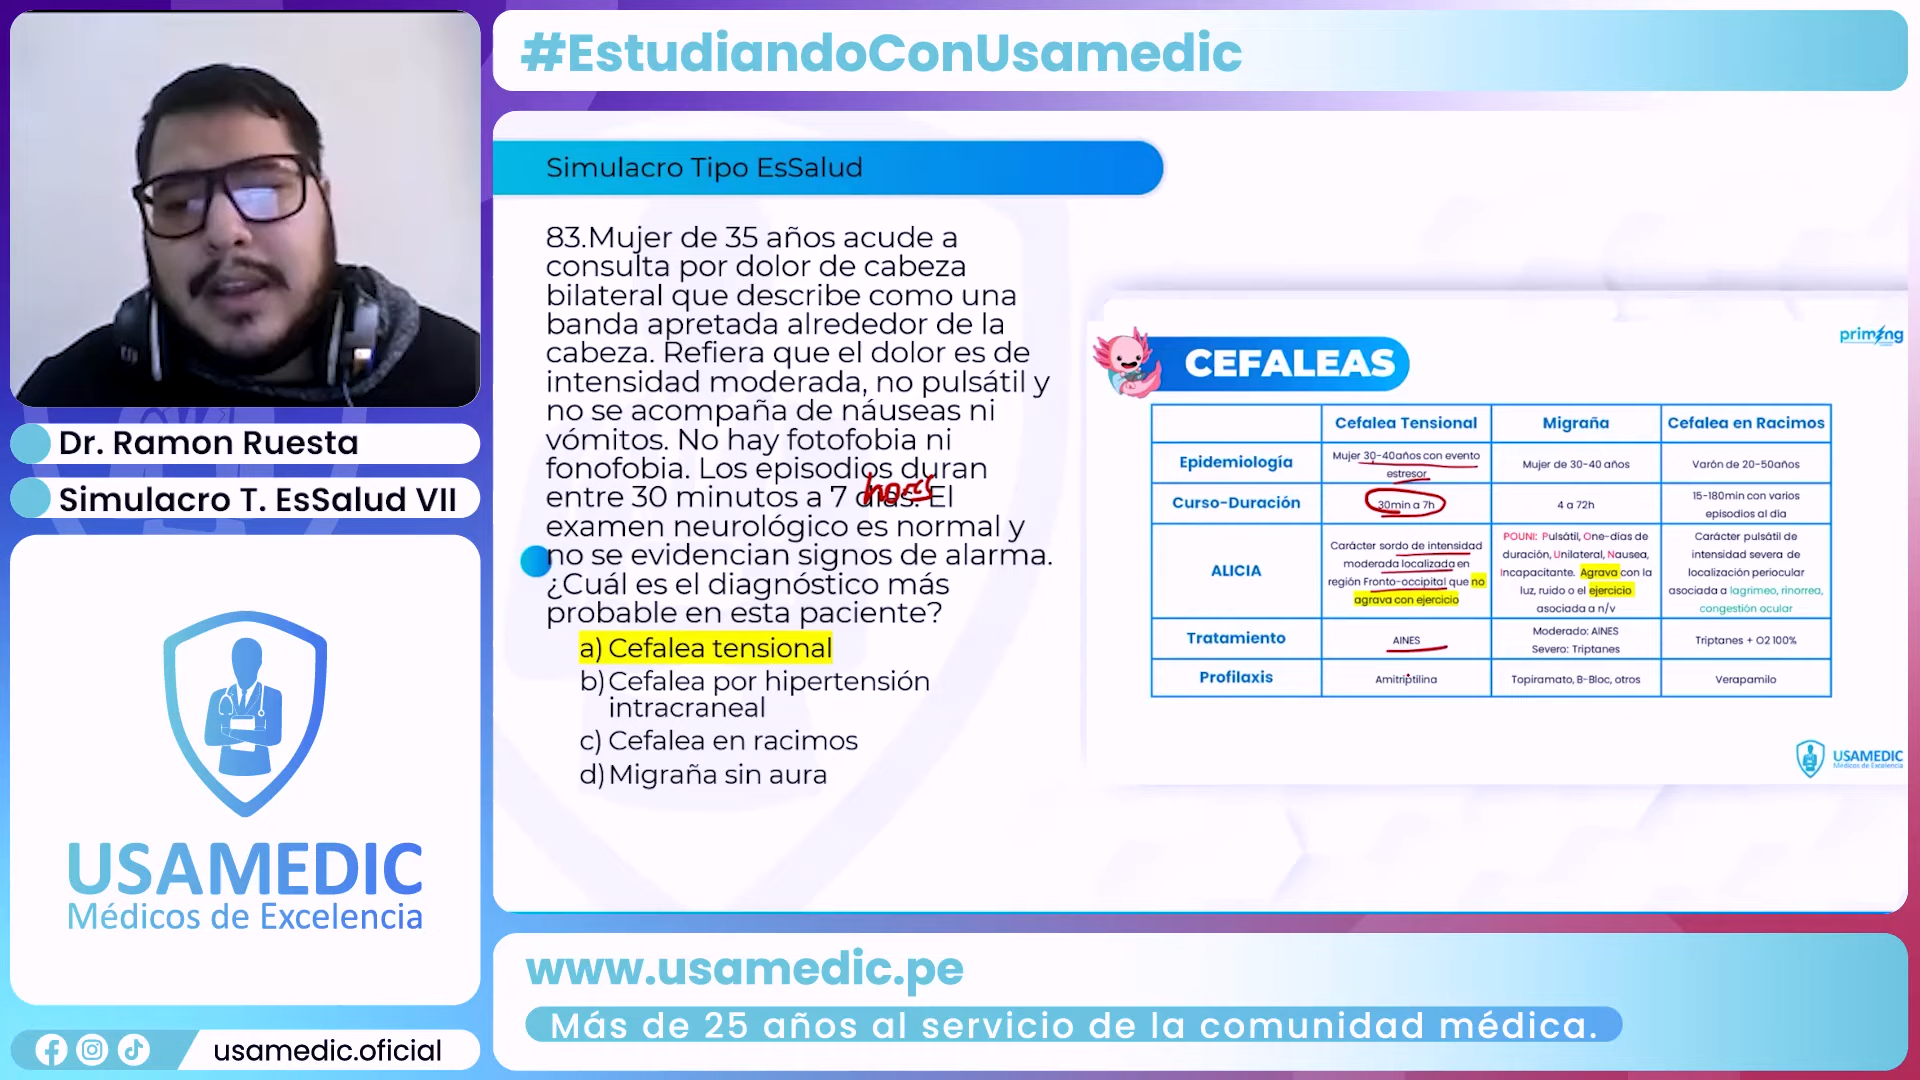 #EstudiandoConUsamedic
Simulacro Tipo EsSalud
83.Mujer de 35 años acude a
consulta por dolor de cabeza
bilateral que describe como una
banda apretada alrededor de la
cabeza. Refiera que el dolor es de
intensidad moderada, no pulsátil y
no se acompaña de náuseas ni
vómitos. No hay fotofobia ni
fonofobia. Los episodios duran
entre 30 minutos a 7 días. El
horas
examen neurológico es normal y
no se evidencian signos de alarma.
¿Cuál es el diagnóstico más
probable en esta paciente?
a) Cefalea tensional
b) Cefalea por hipertensión
intracraneal
c) Cefalea en racimos
d) Migraña sin aura
priming
CEFALEAS
Cefalea Tensional Migraña Cefalea en Racimos
Epidemiología
Mujer 30-40años con evento
estresor
Mujer de 30-40 años
Varón de 20-50años
Curso-Duración
30min a 7h
4 a 72h
15-180min con varios
episodios al día
ALICIA
Carácter sordo de intensidad
moderada localizada en
región Fronto-occipital que no
agrava con ejercicio
POUNI: Pulsátil, One-días de
duración, Unilateral, Nausea,
Incapacitante. Agrava con la
luz, ruido o el ejercicio
asociada a n/v
Carácter pulsátil de
intensidad severa de
localización periocular
asociada a lagrimeo, rinorrea,
congestión ocular
Tratamiento
AINES
Moderado: AINES
Severo: Triptanes
Triptanes + O2 100%
Profilaxis
Amitriptilina
Topiramato, B-Bloc, otros
Verapamilo
USAMEDIC
Médicos de Excelencia
Dr. Ramon Ruesta
Simulacro T. EsSalud VII
USAMEDIC
Médicos de Excelencia
usamedic.oficial
www.usamedic.pe
Más de 25 años al servicio de la comunidad médica.